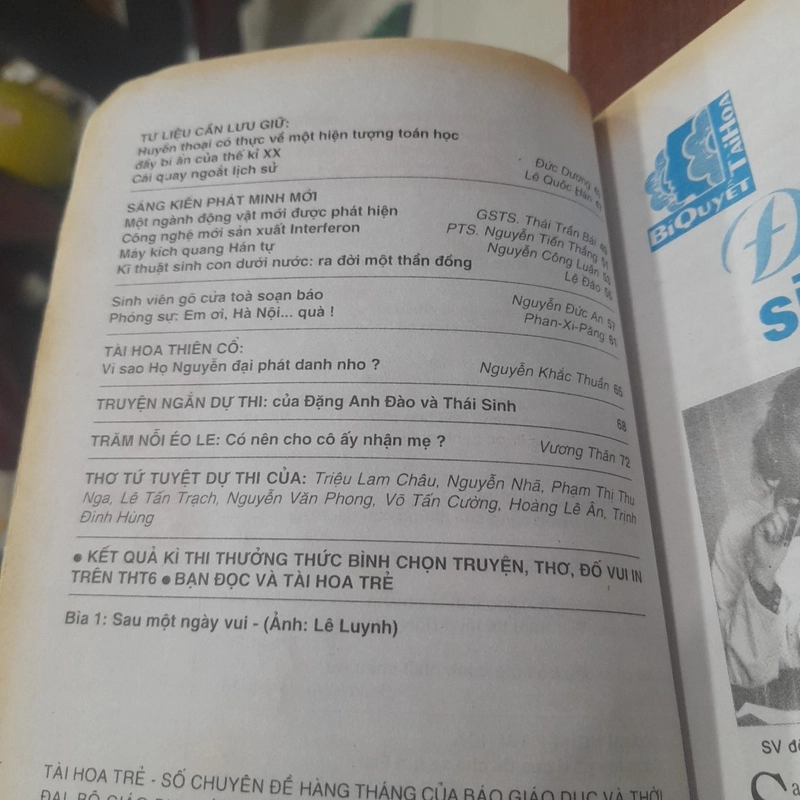 TƯ LIỆU CẦN LƯU GIỮ:
Huyền thoại có thực về một hiện tượng toán học
đầy bí ẩn của thế kỉ XX Đức Dương
Cái quay ngoắt lịch sử Lê Quốc Hán
SÁNG KIẾN PHÁT MINH MỚI
Một ngành động vật mới được phát hiện GSTS. Thái Trần Bái
Công nghệ mới sản xuất Interferon PTS. Nguyễn Tiến Thắng 51
Máy kích quang Hán tự Nguyễn Công Luận 53
Kĩ thuật sinh con dưới nước: ra đời một thần đồng Lê Đào 56
Sinh viên gõ cửa toà soạn báo Nguyễn Đức An 57
Phóng sự: Em ơi, Hà Nội... quà ! Phan-Xi-Păng 61
TÀI HOA THIÊN CỔ:
Vì sao Họ Nguyễn đại phát danh nho ? Nguyễn Khắc Thuần 65
TRUYỆN NGẮN DỰ THI: của Đặng Anh Đào và Thái Sinh 68
TRĂM NỖI ÉO LE: Có nên cho cô ấy nhận mẹ ? Vương Thân 72
THƠ TỨ TUYỆT DỰ THI CỦA: Triệu Lam Châu, Nguyễn Nhã, Phạm Thị Thu
Nga, Lê Tấn Trạch, Nguyễn Văn Phong, Võ Tấn Cường, Hoàng Lê Ân, Trịnh
Đình Hùng
● KẾT QUẢ KÌ THI THƯỞNG THỨC BÌNH CHỌN TRUYỆN, THƠ, ĐỐ VUI IN
TRÊN THT6 ● BẠN ĐỌC VÀ TÀI HOA TRẺ
Bìa 1: Sau một ngày vui - (Ảnh: Lê Luynh)
TÀI HOA TRẺ - SỐ CHUYÊN ĐỀ HÀNG THÁNG CỦA BÁO GIÁO DỤC VÀ THỜI
BÍ QUYẾT TÀI HOA
SV